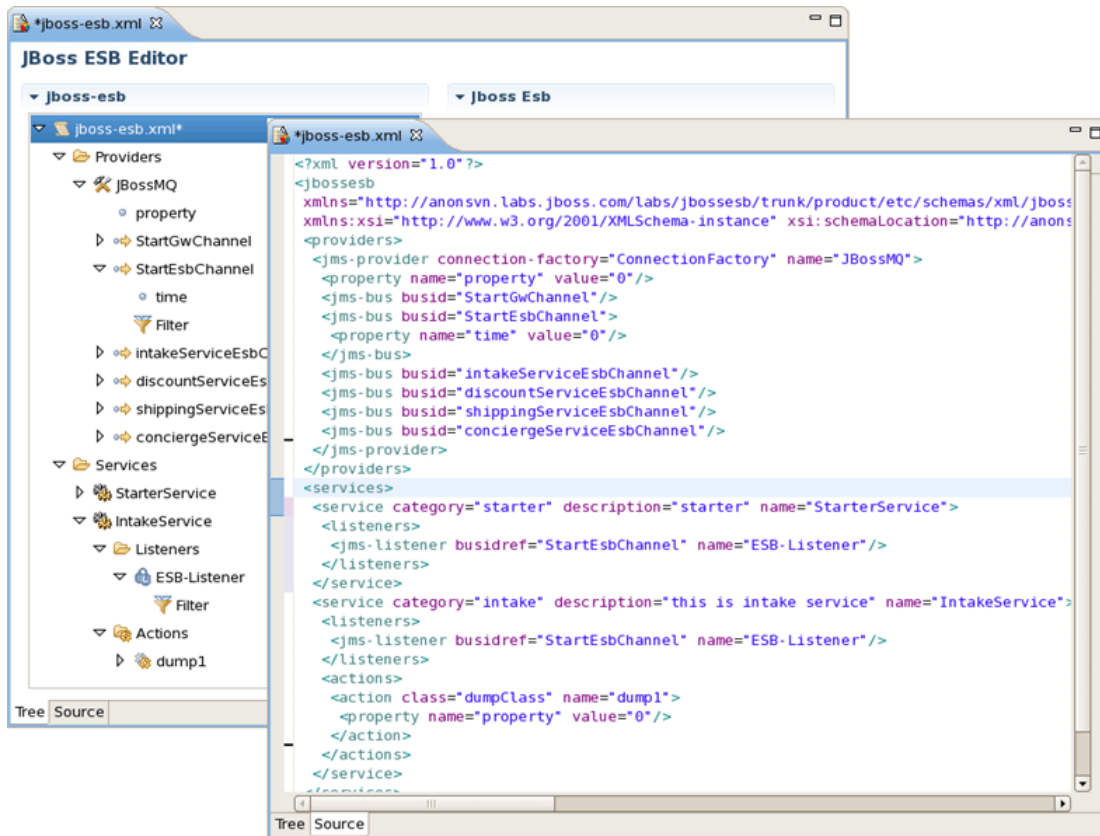 *jboss-esb.xml
JBoss ESB Editor
jboss-esb
Jboss Esb
jboss-esb.xml*
Providers
JBossMQ
property
StartGwChannel
StartEsbChannel
time
Filter
intakeServiceEsbC
discountServiceEs
shippingServiceEsl
conciergeServiceE
Services
StarterService
IntakeService
Listeners
ESB-Listener
Filter
Actions
dump1
Tree Source
*jboss-esb.xml
<?xml version="1.0"?>
<jbossesb
xmlns="http://anonsvn.labs.jboss.com/labs/jbossesb/trunk/product/etc/schemas/xml/jboss
xmlns:xsi="http://www.w3.org/2001/XMLSchema-instance" xsi:schemaLocation="http://anons
<providers>
<jms-provider connection-factory="ConnectionFactory" name="JBossMQ">
<property name="property" value="0"/>
<jms-bus busid="StartGwChannel"/>
<jms-bus busid="StartEsbChannel">
<property name="time" value="0"/>
</jms-bus>
<jms-bus busid="intakeServiceEsbChannel"/>
<jms-bus busid="discountServiceEsbChannel"/>
<jms-bus busid="shippingServiceEsbChannel"/>
<jms-bus busid="conciergeServiceEsbChannel"/>
</jms-provider>
</providers>
<services>
<service category="starter" description="starter" name="StarterService">
<listeners>
<jms-listener busidref="StartEsbChannel" name="ESB-Listener"/>
</listeners>
</service>
<service category="intake" description="this is intake service" name="IntakeService">
<listeners>
<jms-listener busidref="StartEsbChannel" name="ESB-Listener"/>
</listeners>
<actions>
<action class="dumpClass" name="dump1">
<property name="property" value="0"/>
</action>
</actions>
</service>
</services>
Tree Source